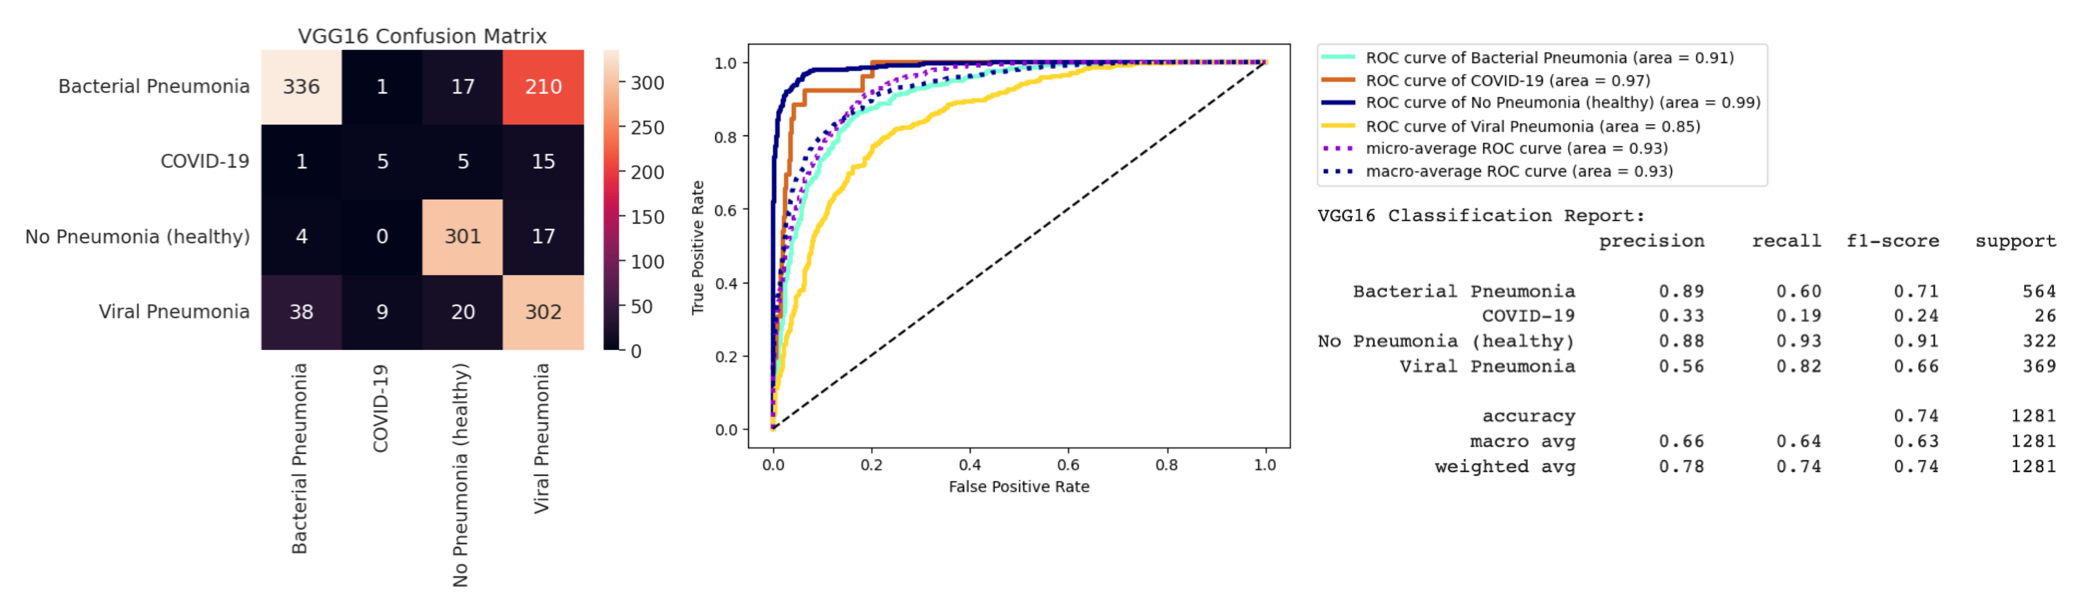 VGG16 Confusion Matrix
Bacterial Pneumonia 336 1 17 210
COVID-19 1 5 5 15
No Pneumonia (healthy) 4 0 301 17
Viral Pneumonia 38 9 20 302
Bacterial Pneumonia
COVID-19
No Pneumonia (healthy)
Viral Pneumonia
300
250
200
150
100
50
0
True Positive Rate
1.0
0.8
0.6
0.4
0.2
0.0
0.0 0.2 0.4 0.6 0.8 1.0
False Positive Rate
ROC curve of Bacterial Pneumonia (area = 0.91)
ROC curve of COVID-19 (area = 0.97)
ROC curve of No Pneumonia (healthy) (area = 0.99)
ROC curve of Viral Pneumonia (area = 0.85)
micro-average ROC curve (area = 0.93)
macro-average ROC curve (area = 0.93)
VGG16 Classification Report:
precision recall f1-score support
Bacterial Pneumonia 0.89 0.60 0.71 564
COVID-19 0.33 0.19 0.24 26
No Pneumonia (healthy) 0.88 0.93 0.91 322
Viral Pneumonia 0.56 0.82 0.66 369
accuracy 0.74 1281
macro avg 0.66 0.64 0.63 1281
weighted avg 0.78 0.74 0.74 1281